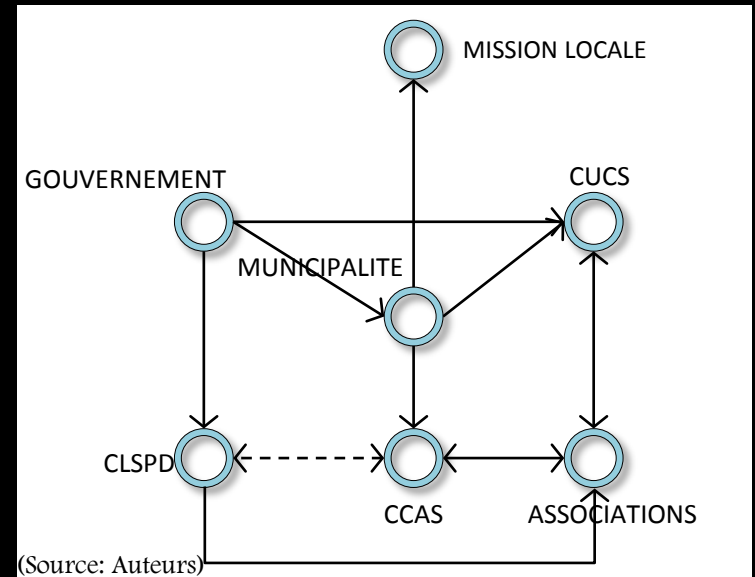 MISSION LOCALE
GOUVERNEMENT
CUCS
MUNICIPALITE
CLSPD
CCAS
ASSOCIATIONS
(Source: Auteurs)